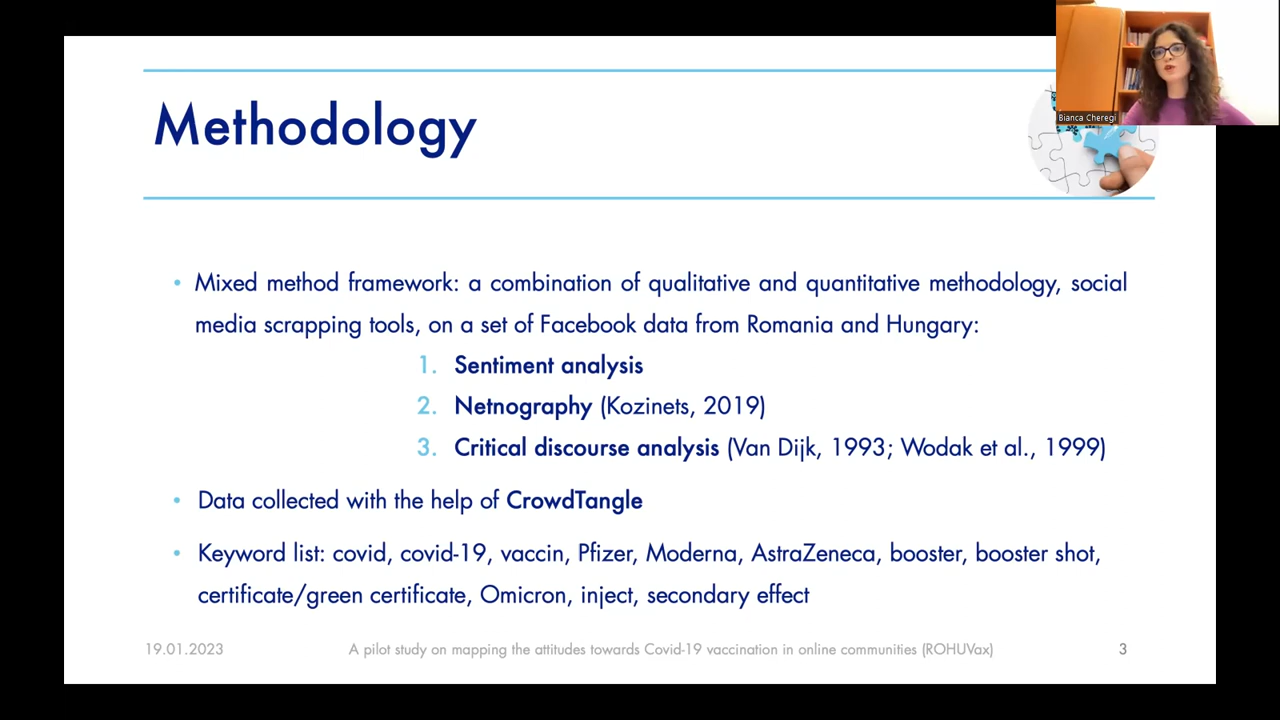 Methodology
Bianca Cheregi
• Mixed method framework: a combination of qualitative and quantitative methodology, social
media scrapping tools, on a set of Facebook data from Romania and Hungary:
1. Sentiment analysis
2. Netnography (Kozinets, 2019)
3. Critical discourse analysis (Van Dijk, 1993; Wodak et al., 1999)
• Data collected with the help of CrowdTangle
• Keyword list: covid, covid-19, vaccin, Pfizer, Moderna, AstraZeneca, booster, booster shot,
certificate/green certificate, Omicron, inject, secondary effect
19.01.2023 A pilot study on mapping the attitudes towards Covid-19 vaccination in online communities (ROHUVax) 3